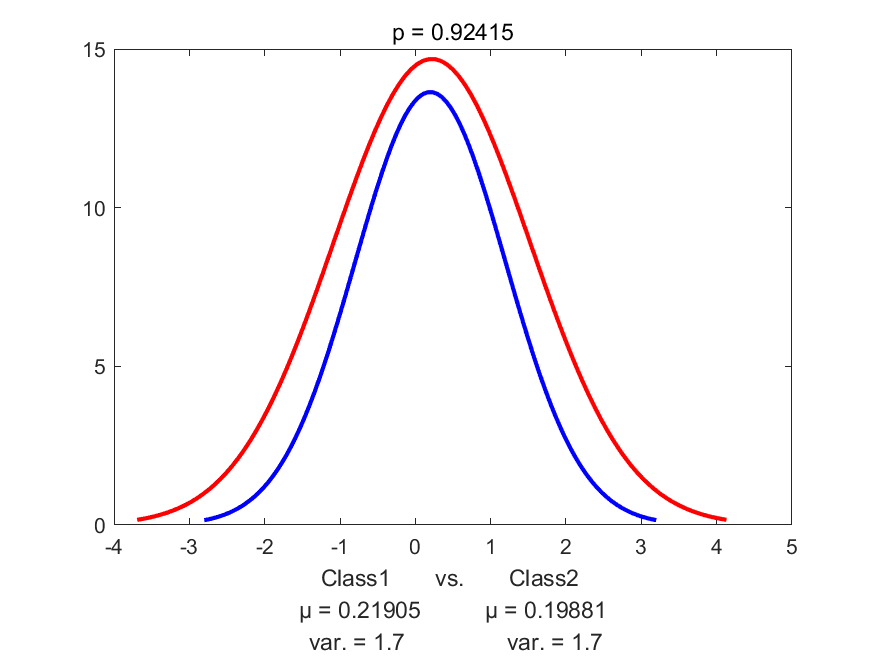 p = 0.92415
15
10
5
0
-4 -3 -2 -1 0 1 2 3 4 5
Class1 vs. Class2
μ = 0.21905 μ = 0.19881
var. = 1.7 var. = 1.7